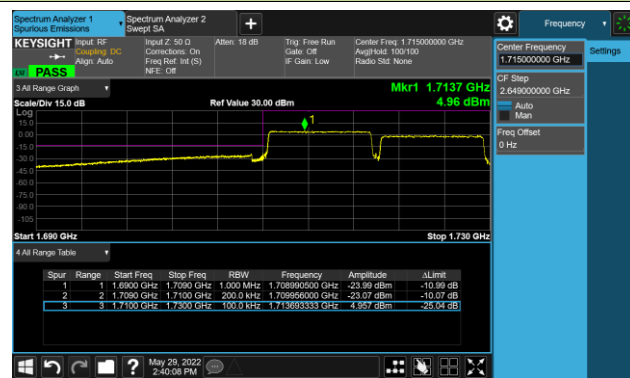 Spectrum Analyzer 1
Spurious Emissions
Spectrum Analyzer 2
Swept SA
Frequency
KEYSIGHT
Input: RF
Coupling: DC
Align: Auto
Input Z: 50 Ω
Corrections: On
Freq Ref: Int (S)
NFE: Off
Atten: 18 dB
Trig: Free Run
Gate: Off
IF Gain: Low
Center Freq: 1.715000000 GHz
Avg|Hold: 100/100
Radio Std: None
LW PASS
Center Frequency
1.715000000 GHz
Settings
CF Step
2.649000000 GHz
Auto
Man
Freq Offset
0 Hz
3 All Range Graph
Mkr1 1.7137 GHz
Scale/Div 15.0 dB
Ref Value 30.00 dBm
4.96 dBm
Log
15.0
0.00
-15.0
-30.0
-45.0
-60.0
-75.0
-90.0
-105
1
Start 1.690 GHz
Stop 1.730 GHz
4 All Range Table
Spur Range Start Freq Stop Freq RBW Frequency Amplitude ΔLimit
1 1 1.6900 GHz 1.7090 GHz 1.000 MHz 1.708990500 GHz -23.99 dBm -10.99 dB
2 2 1.7090 GHz 1.7100 GHz 200.0 kHz 1.709956000 GHz -23.07 dBm -10.07 dB
3 3 1.7100 GHz 1.7300 GHz 100.0 kHz 1.713693333 GHz 4.957 dBm -25.04 dB
May 29, 2022
2:40:08 PM